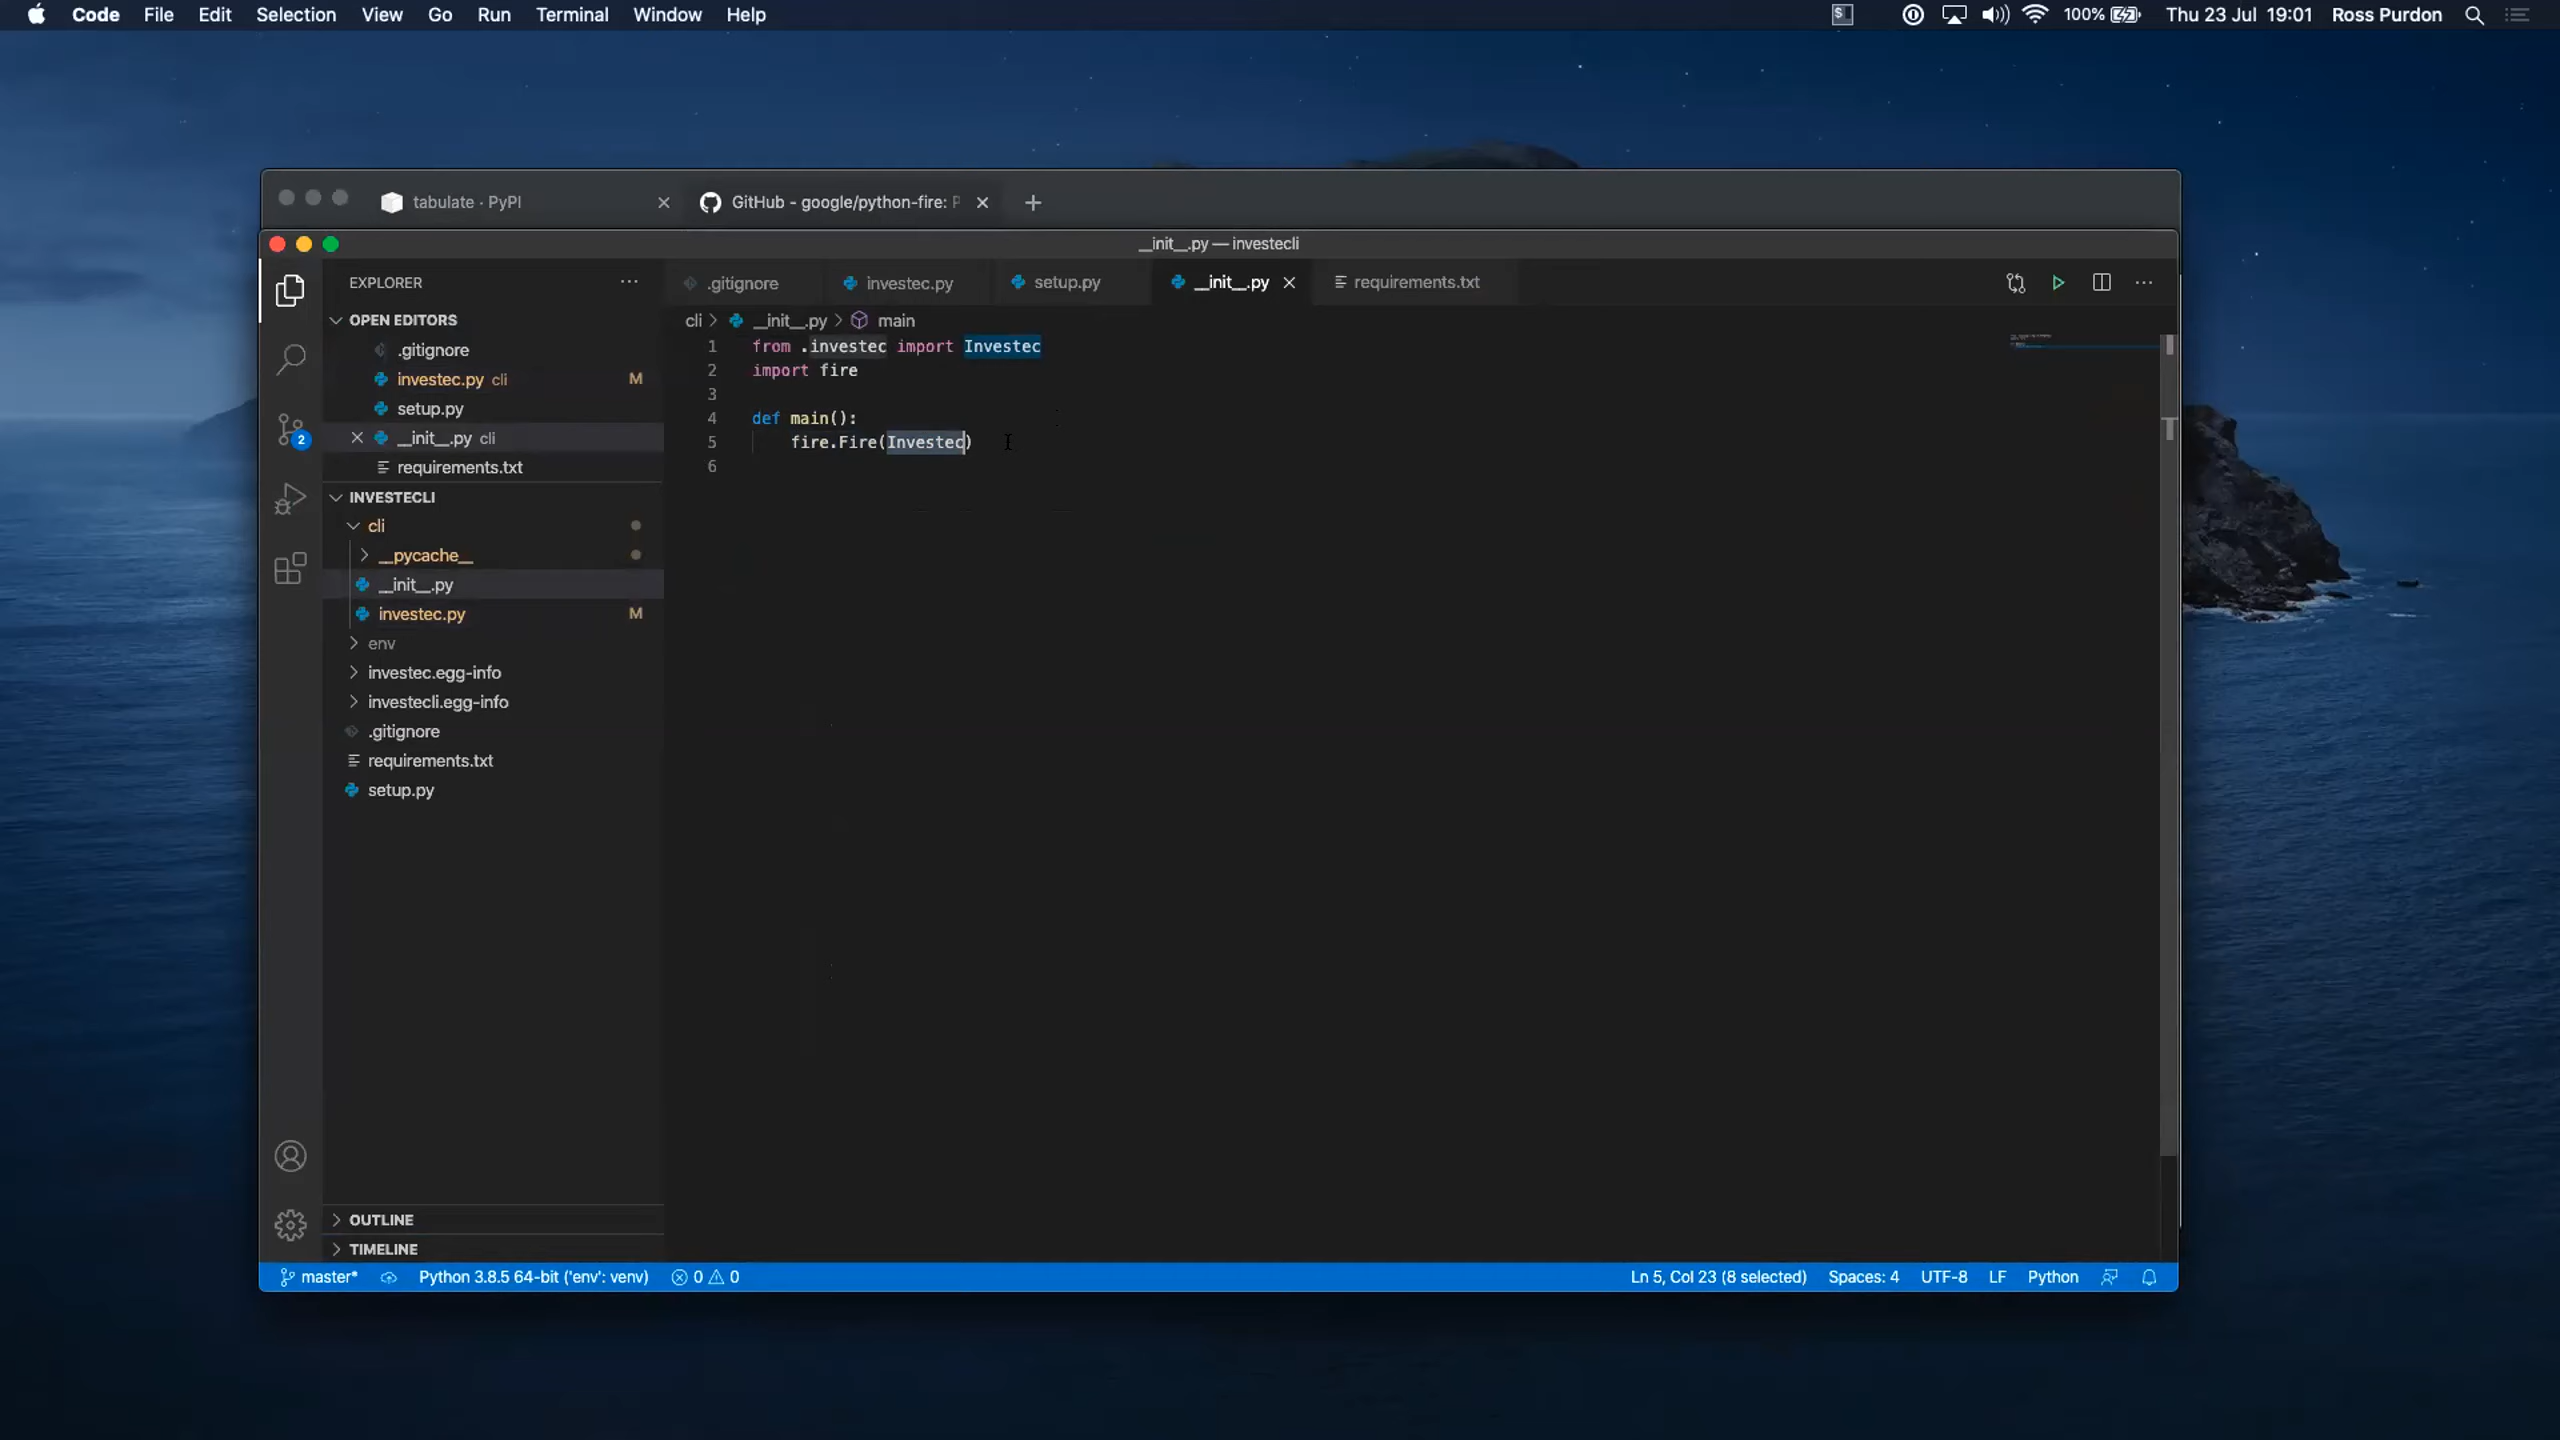 Code File Edit Selection View Go Run Terminal Window Help
100% Thu 23 Jul 19:01 Ross Purdon
tabulate · PyPI
GitHub - google/python-fire: P
__init__.py — investecli
EXPLORER
.gitignore
investec.py
setup.py
__init__.py
requirements.txt
OPEN EDITORS
.gitignore
investec.py cli M
setup.py
__init__.py cli
requirements.txt
INVESTECLI
cli
__pycache__
__init__.py
investec.py M
env
investec.egg-info
investecli.egg-info
.gitignore
requirements.txt
setup.py
OUTLINE
TIMELINE
2
cli > __init__.py > main
1 from .investec import Investec
2 import fire
3
4 def main():
5 fire.Fire(Investec)
6
master* Python 3.8.5 64-bit ('env': venv) 0 0 Ln 5, Col 23 (8 selected) Spaces: 4 UTF-8 LF Python